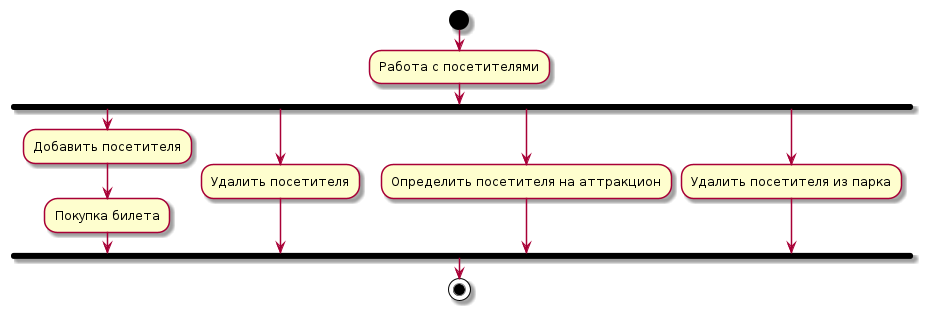 Работа с посетителями
Добавить посетителя
Удалить посетителя
Определить посетителя на аттракцион
Удалить посетителя из парка
Покупка билета